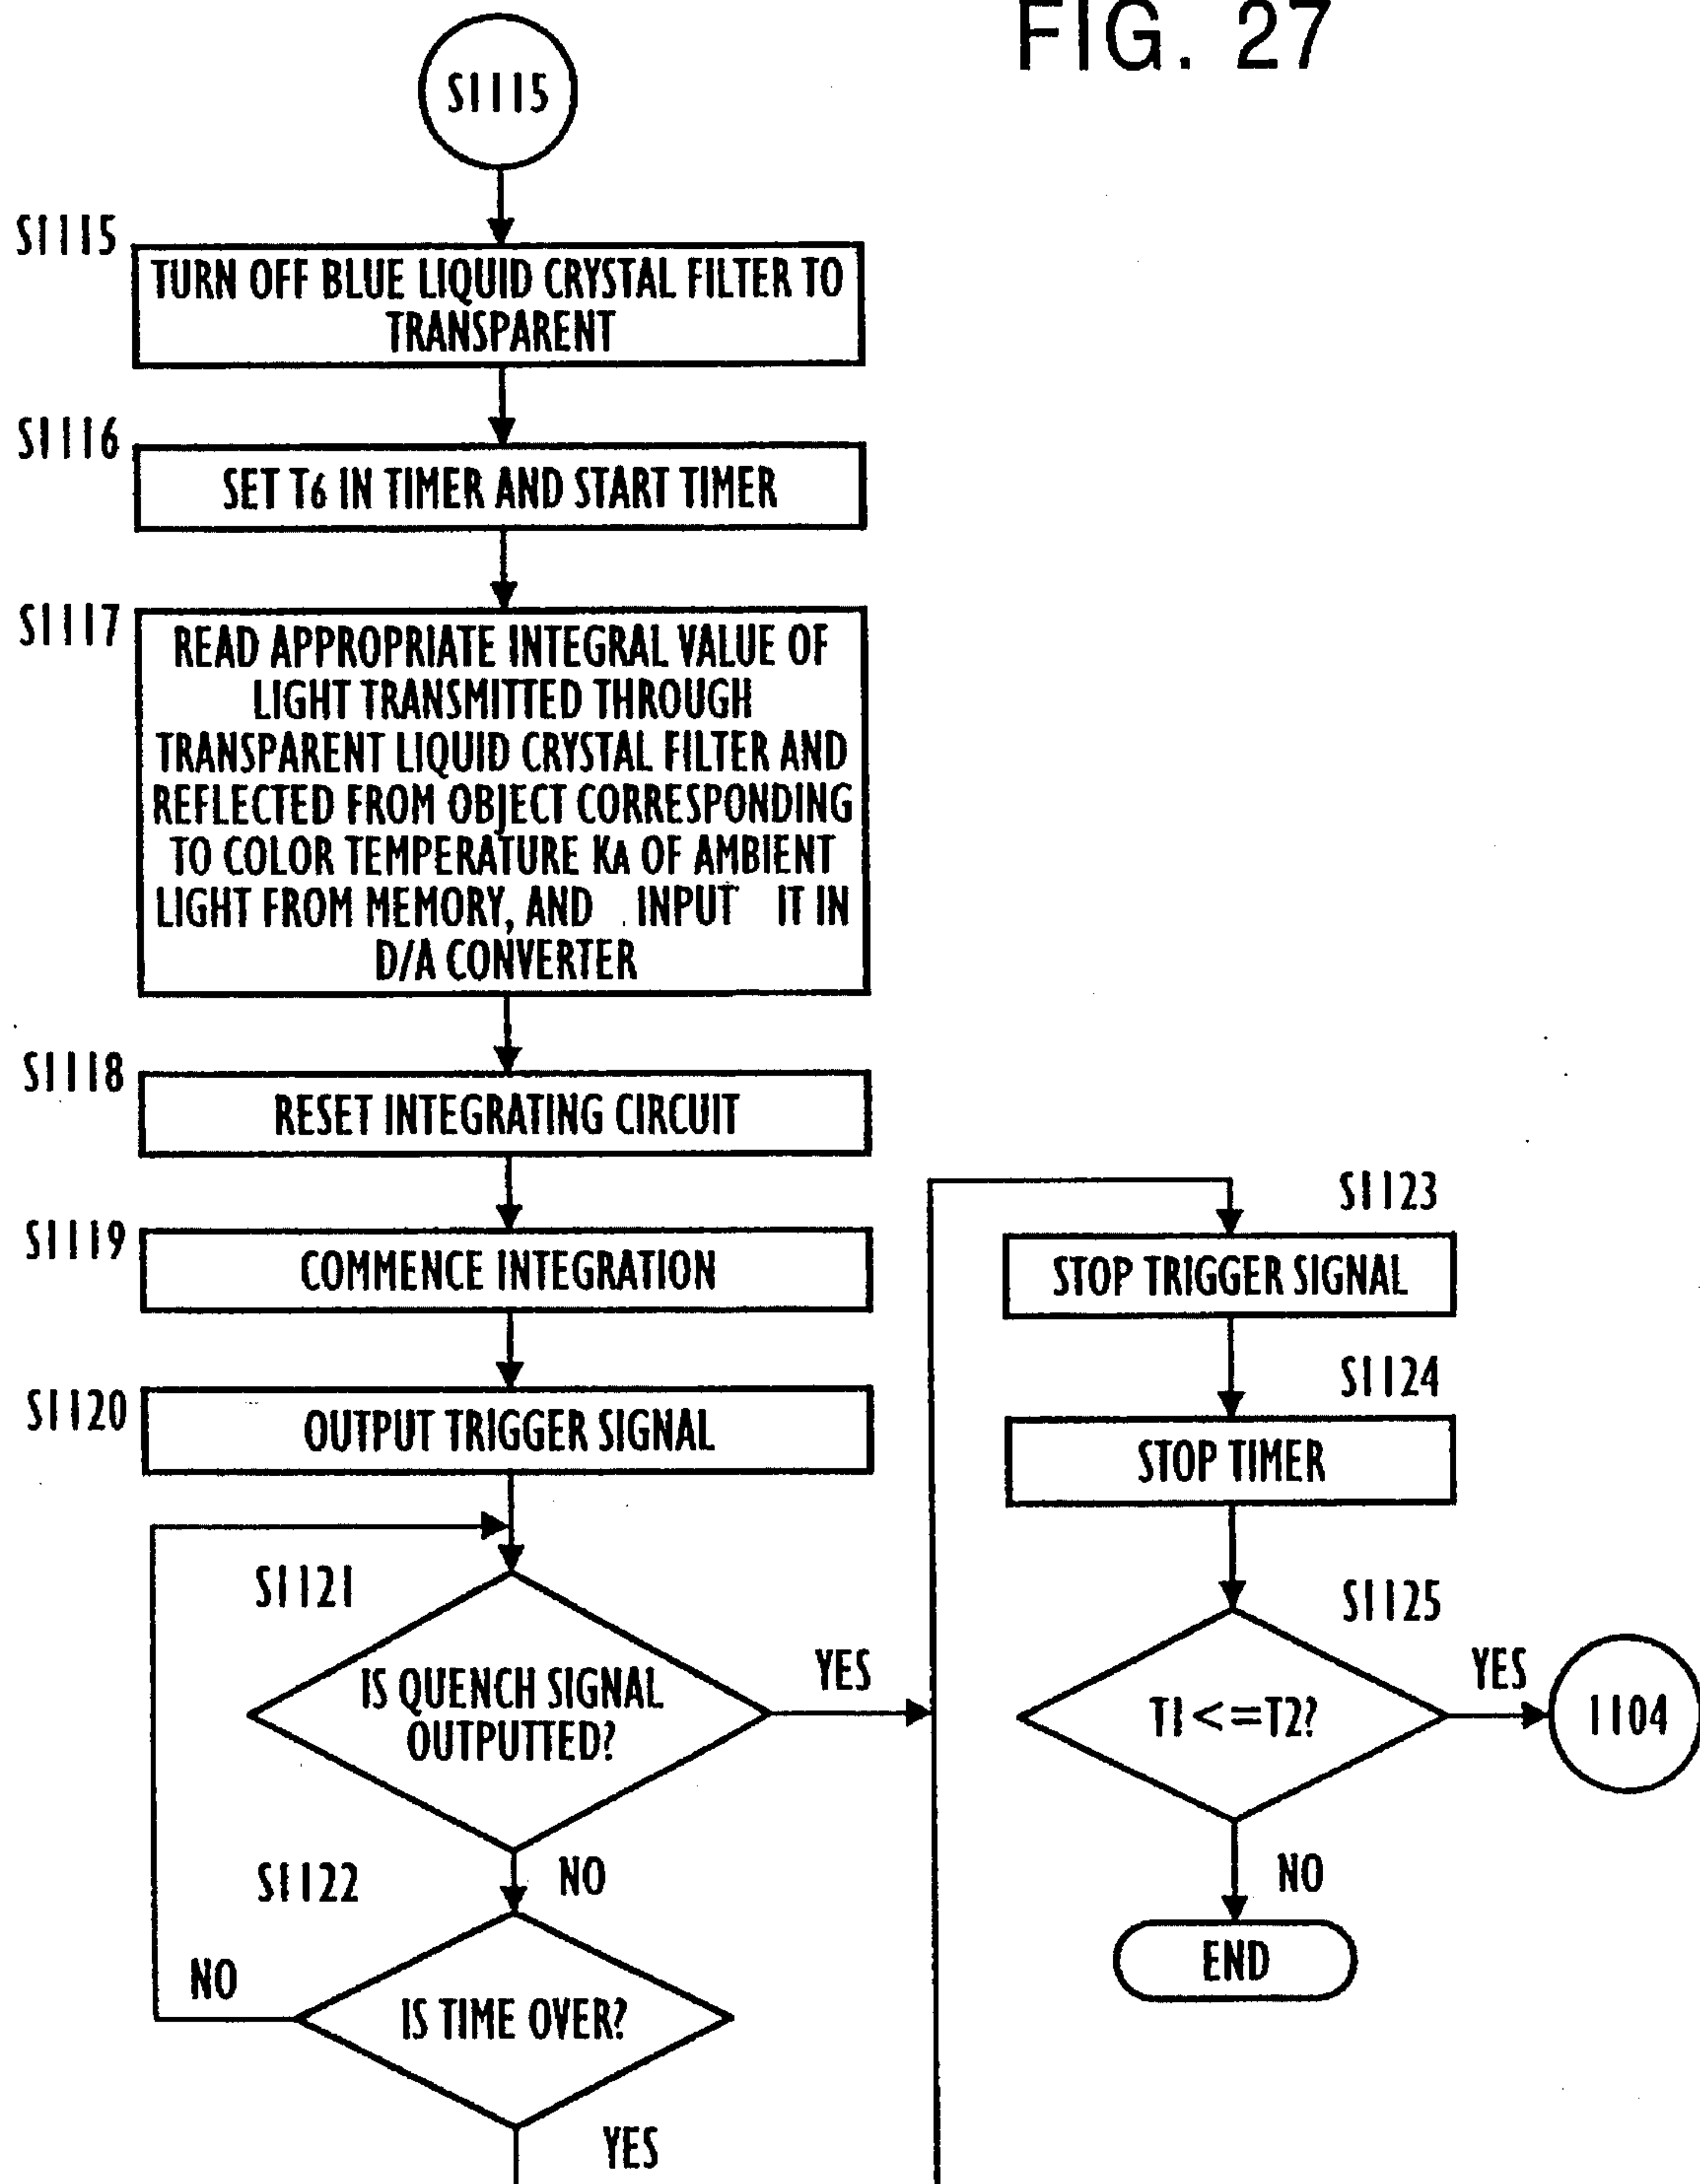 FIG. 27
S1115
S1115
TURN OFF BLUE LIQUID CRYSTAL FILTER TO
TRANSPARENT
S1116
SET T6 IN TIMER AND START TIMER
S1117
READ APPROPRIATE INTEGRAL VALUE OF
LIGHT TRANSMITTED THROUGH
TRANSPARENT LIQUID CRYSTAL FILTER AND
REFLECTED FROM OBJECT CORRESPONDING
TO COLOR TEMPERATURE KA OF AMBIENT
LIGHT FROM MEMORY, AND INPUT IT IN
D/A CONVERTER
S1118
RESET INTEGRATING CIRCUIT
S1119
COMMENCE INTEGRATION
S1120
OUTPUT TRIGGER SIGNAL
S1121
IS QUENCH SIGNAL
OUTPUTTED?
YES
NO
S1122
IS TIME OVER?
NO
YES
S1123
STOP TRIGGER SIGNAL
S1124
STOP TIMER
S1125
T1<=T2?
YES
1104
NO
END